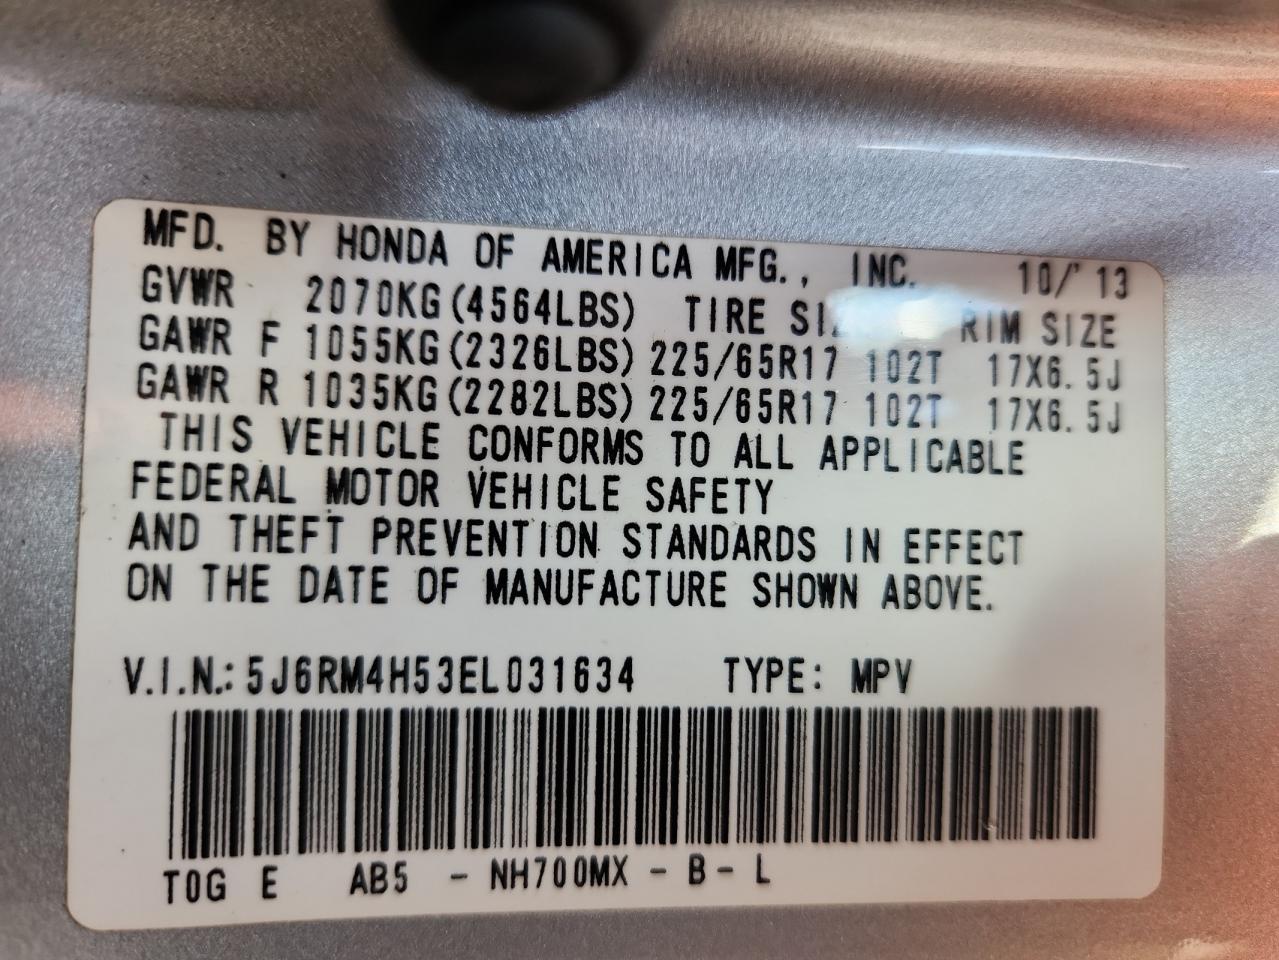 MFD. BY HONDA OF AMERICA MFG., INC. 10/'13
GVWR 2070KG(4564LBS) TIRE SIZE RIM SIZE
GAWR F 1055KG(2326LBS) 225/65R17 102T 17X6.5J
GAWR R 1035KG(2282LBS) 225/65R17 102T 17X6.5J
THIS VEHICLE CONFORMS TO ALL APPLICABLE
FEDERAL MOTOR VEHICLE SAFETY
AND THEFT PREVENTION STANDARDS IN EFFECT
ON THE DATE OF MANUFACTURE SHOWN ABOVE.
V.I.N.: 5J6RM4H53EL031634 TYPE: MPV
T0G E AB5 - NH700MX - B - L